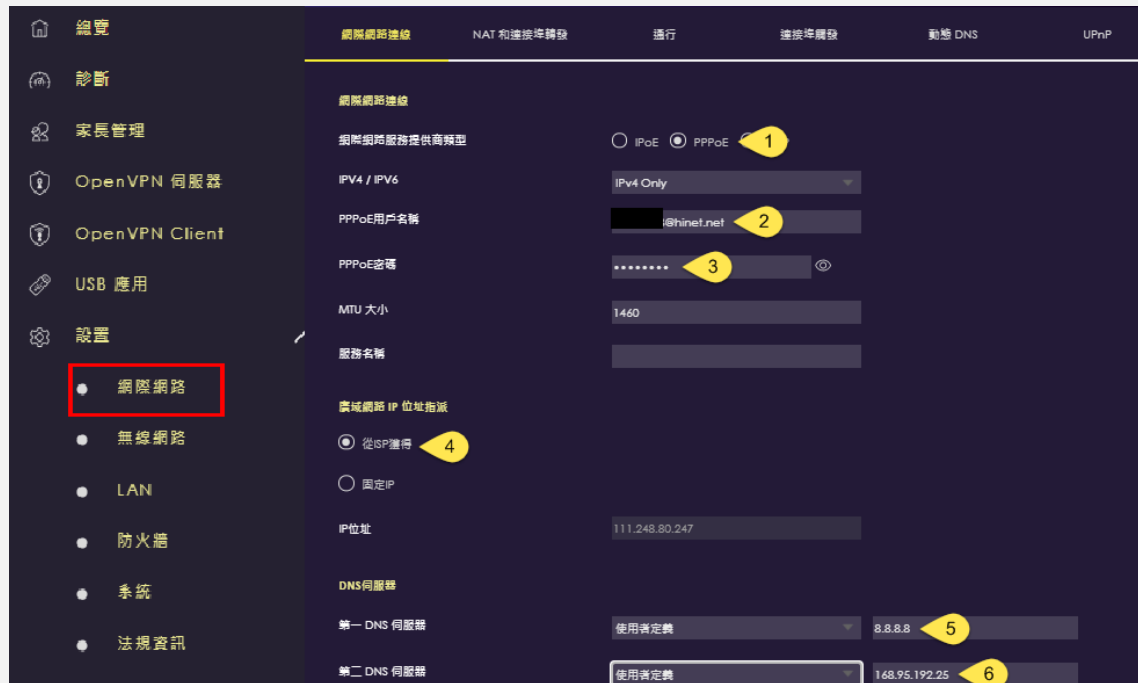 總覽
診斷
家長管理
OpenVPN 伺服器
OpenVPN Client
USB 應用
設置
網際網路
無線網路
LAN
防火牆
系統
法規資訊
網際網路連線 NAT 和連接埠轉發 通行 連接埠觸發 動態 DNS UPnP
網際網路連線
網際網路服務提供商類型 IPoE PPPoE 1
IPV4 / IPV6 IPv4 Only
PPPoE用戶名稱 @hinet.net 2
PPPoE密碼 •••••••• 3
MTU 大小 1460
服務名稱
廣域網路 IP 位址指派
從ISP獲得 4
固定IP
IP位址 111.248.80.247
DNS伺服器
第一 DNS 伺服器 使用者定義 8.8.8.8 5
第二 DNS 伺服器 使用者定義 168.95.192.25 6